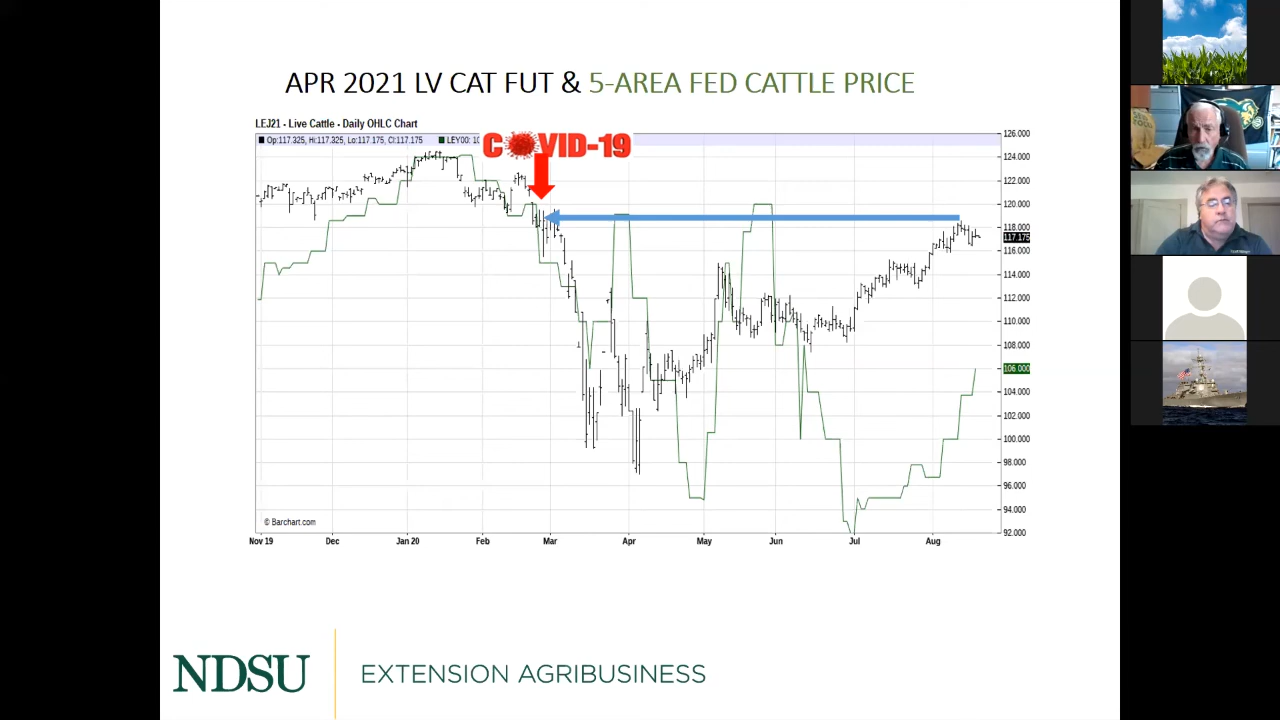 APR 2021 LV CAT FUT & 5-AREA FED CATTLE PRICE
LEJ21 - Live Cattle - Daily OHLC Chart
Op:117.325, Hi:117.325, Lo:117.175, Cl:117.175
LEY00: 10
COVID-19
126.000
124.000
122.000
120.000
118.000
117.175
116.000
114.000
112.000
110.000
108.000
106.000
104.000
102.000
100.000
98.000
96.000
94.000
92.000
© Barchart.com
Nov 19 Dec Jan 20 Feb Mar Apr May Jun Jul Aug
NDSU EXTENSION AGRIBUSINESS